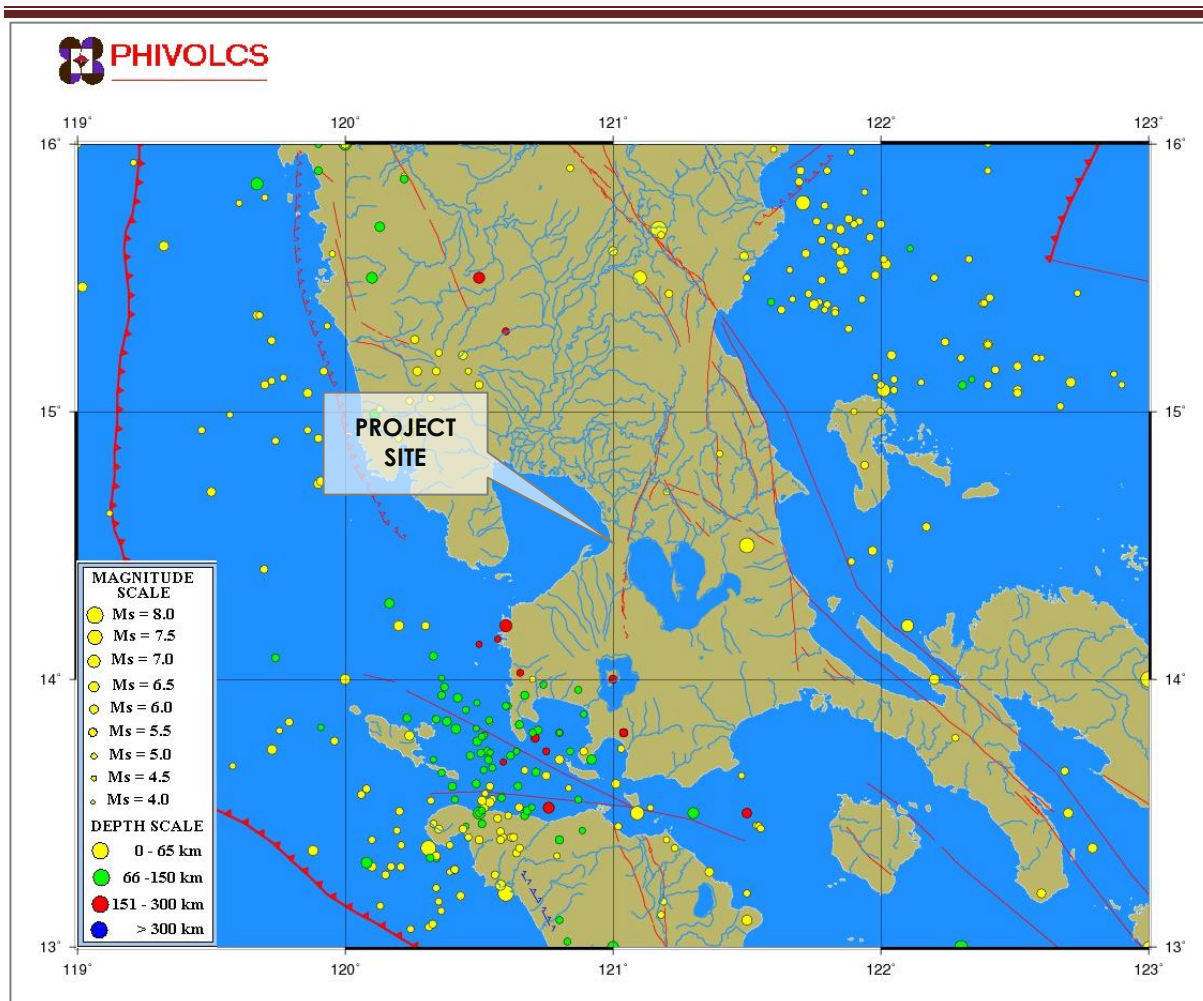 PHIVOLCS
119° 120° 121° 122° 123°
16° 16°
15° 15°
PROJECT
SITE
14° 14°
13° 13°
119° 120° 121° 122° 123°
MAGNITUDE
SCALE
Ms = 8.0
Ms = 7.5
Ms = 7.0
Ms = 6.5
Ms = 6.0
Ms = 5.5
Ms = 5.0
Ms = 4.5
Ms = 4.0
DEPTH SCALE
0 - 65 km
66 -150 km
151 - 300 km
> 300 km